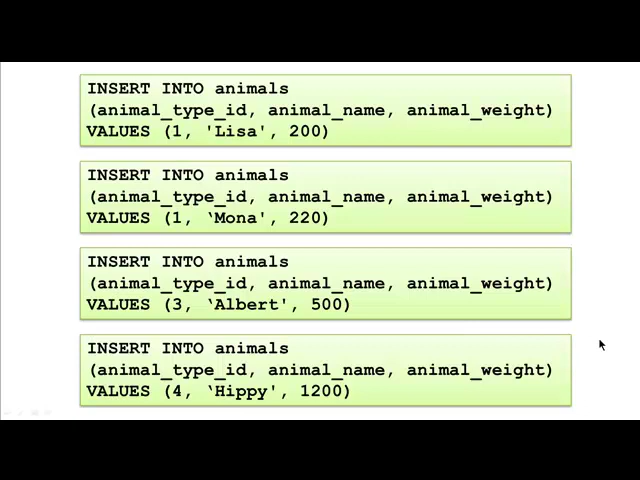 INSERT INTO animals
(animal_type_id, animal_name, animal_weight)
VALUES (1, 'Lisa', 200)
INSERT INTO animals
(animal_type_id, animal_name, animal_weight)
VALUES (1, ‘Mona', 220)
INSERT INTO animals
(animal_type_id, animal_name, animal_weight)
VALUES (3, ‘Albert', 500)
INSERT INTO animals
(animal_type_id, animal_name, animal_weight)
VALUES (4, ‘Hippy', 1200)